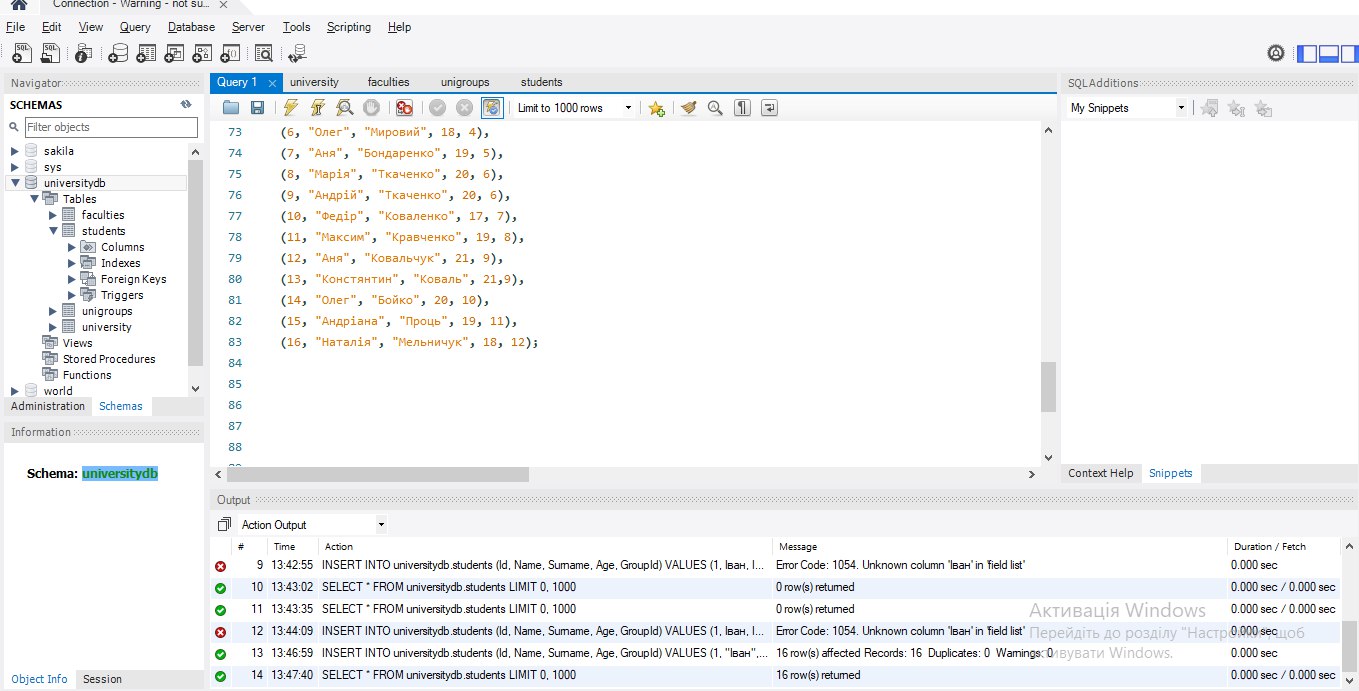 Connection - Warning - not su...
File Edit View Query Database Server Tools Scripting Help
Navigator
SCHEMAS
Filter objects
sakila
sys
universitydb
Tables
faculties
students
Columns
Indexes
Foreign Keys
Triggers
unigroups
university
Views
Stored Procedures
Functions
world
Administration Schemas
Information
Schema: universitydb
Object Info Session
Query 1 university faculties unigroups students
Limit to 1000 rows
73 (6, "Олег", "Мировий", 18, 4),
74 (7, "Аня", "Бондаренко", 19, 5),
75 (8, "Марія", "Ткаченко", 20, 6),
76 (9, "Андрій", "Ткаченко", 20, 6),
77 (10, "Федір", "Коваленко", 17, 7),
78 (11, "Максим", "Кравченко", 19, 8),
79 (12, "Аня", "Ковальчук", 21, 9),
80 (13, "Констянтин", "Коваль", 21,9),
81 (14, "Олег", "Бойко", 20, 10),
82 (15, "Андріана", "Проць", 19, 11),
83 (16, "Наталія", "Мельничук", 18, 12);
84
85
86
87
88
SQLAdditions
My Snippets
Context Help Snippets
Output
Action Output
# Time Action Message Duration / Fetch
9 13:42:55 INSERT INTO universitydb.students (Id, Name, Surname, Age, GroupId) VALUES (1, Іван, І... Error Code: 1054. Unknown column 'Іван' in 'field list' 0.000 sec
10 13:43:02 SELECT * FROM universitydb.students LIMIT 0, 1000 0 row(s) returned 0.000 sec / 0.000 sec
11 13:43:35 SELECT * FROM universitydb.students LIMIT 0, 1000 0 row(s) returned 0.000 sec / 0.000 sec
12 13:44:09 INSERT INTO universitydb.students (Id, Name, Surname, Age, GroupId) VALUES (1, Іван, І... Error Code: 1054. Unknown column 'Іван' in 'field list' 0.000 sec
13 13:46:59 INSERT INTO universitydb.students (Id, Name, Surname, Age, GroupId) VALUES (1, "Іван",... 16 row(s) affected Records: 16 Duplicates: 0 Warnings: 0 0.000 sec
14 13:47:40 SELECT * FROM universitydb.students LIMIT 0, 1000 16 row(s) returned 0.000 sec / 0.000 sec
Активація Windows
Перейдіть до розділу "Настройки", щоб
активувати Windows.